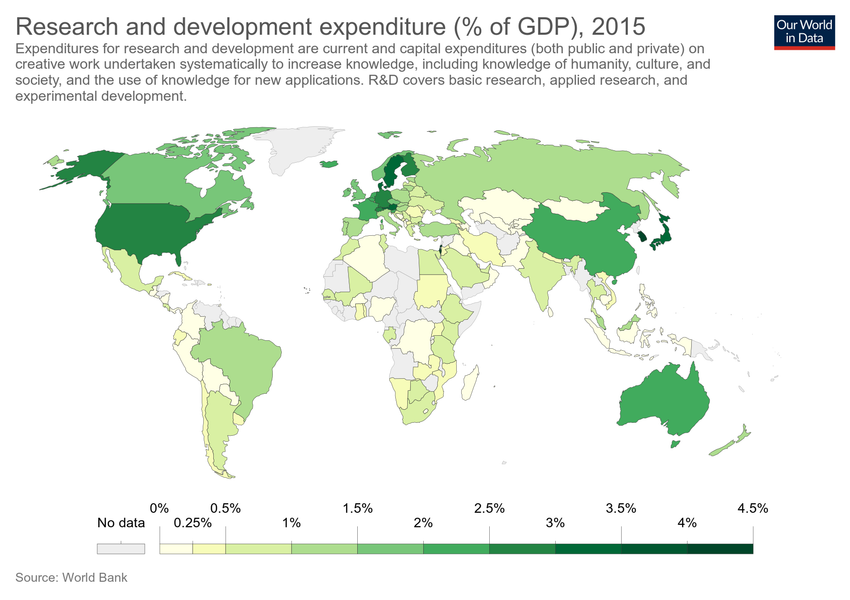 Research and development expenditure (% of GDP), 2015
Our World
in Data
Expenditures for research and development are current and capital expenditures (both public and private) on
creative work undertaken systematically to increase knowledge, including knowledge of humanity, culture, and
society, and the use of knowledge for new applications. R&D covers basic research, applied research, and
experimental development.
0% 0.5% 1.5% 2.5% 3.5% 4.5%
No data 0.25% 1% 2% 3% 4%
Source: World Bank